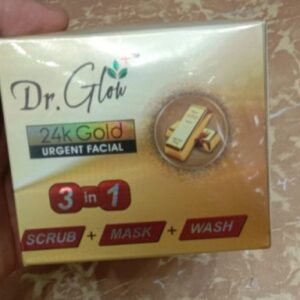 Dr. Glow
24k Gold
URGENT FACIAL
3 in 1
SCRUB + MASK + WASH